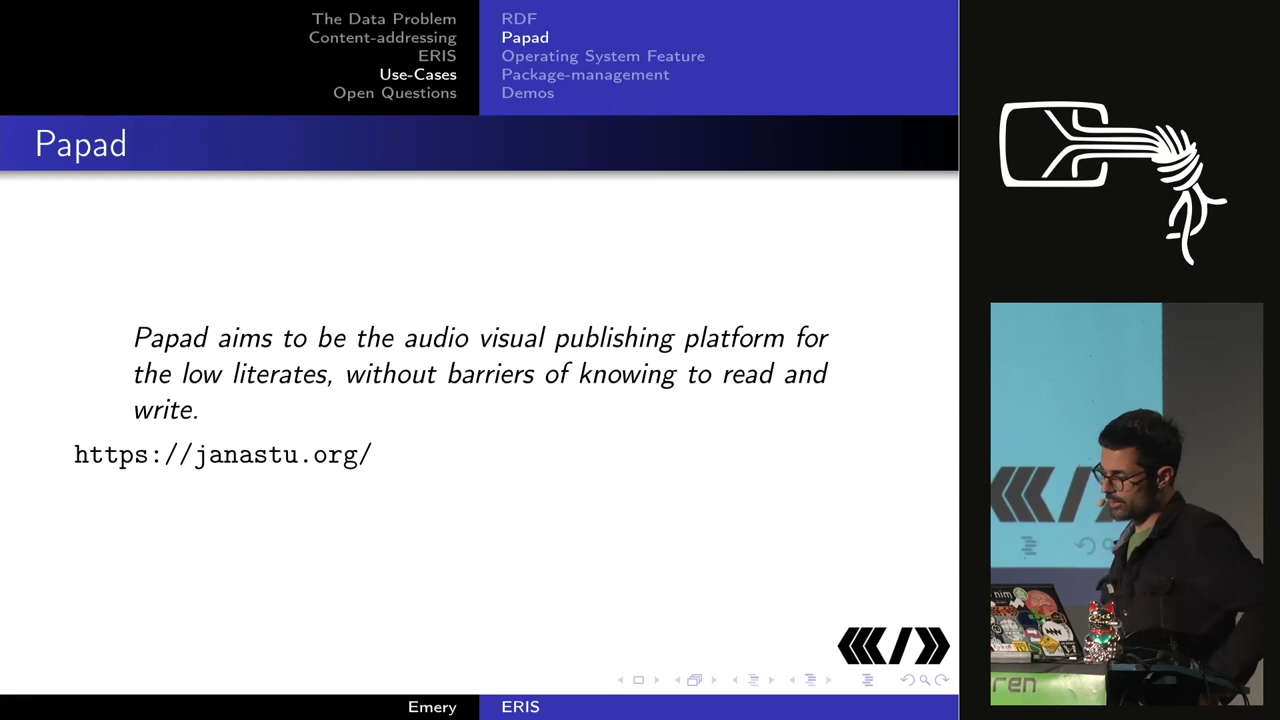 The Data Problem
Content-addressing
ERIS
Use-Cases
Open Questions
RDF
Papad
Operating System Feature
Package-management
Demos
Papad
Papad aims to be the audio visual publishing platform for
the low literates, without barriers of knowing to read and
write.
https://janastu.org/
Emery
ERIS
nim
ren